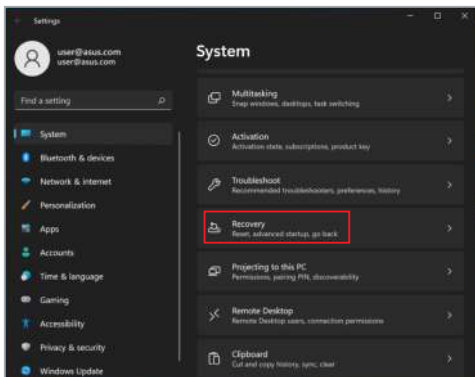 Settings
user@asus.com
user@asus.com
Find a setting
System
Bluetooth & devices
Network & internet
Personalization
Apps
Accounts
Time & language
Gaming
Accessibility
Privacy & security
Windows Update
System
Multitasking
Snap windows, desktops, task switching
Activation
Activation state, subscriptions, product key
Troubleshoot
Recommended troubleshooters, preferences, history
Recovery
Reset, advanced startup, go back
Projecting to this PC
Permissions, pairing PIN, discoverability
Remote Desktop
Remote Desktop users, connection permissions
Clipboard
Cut and copy history, sync, clear